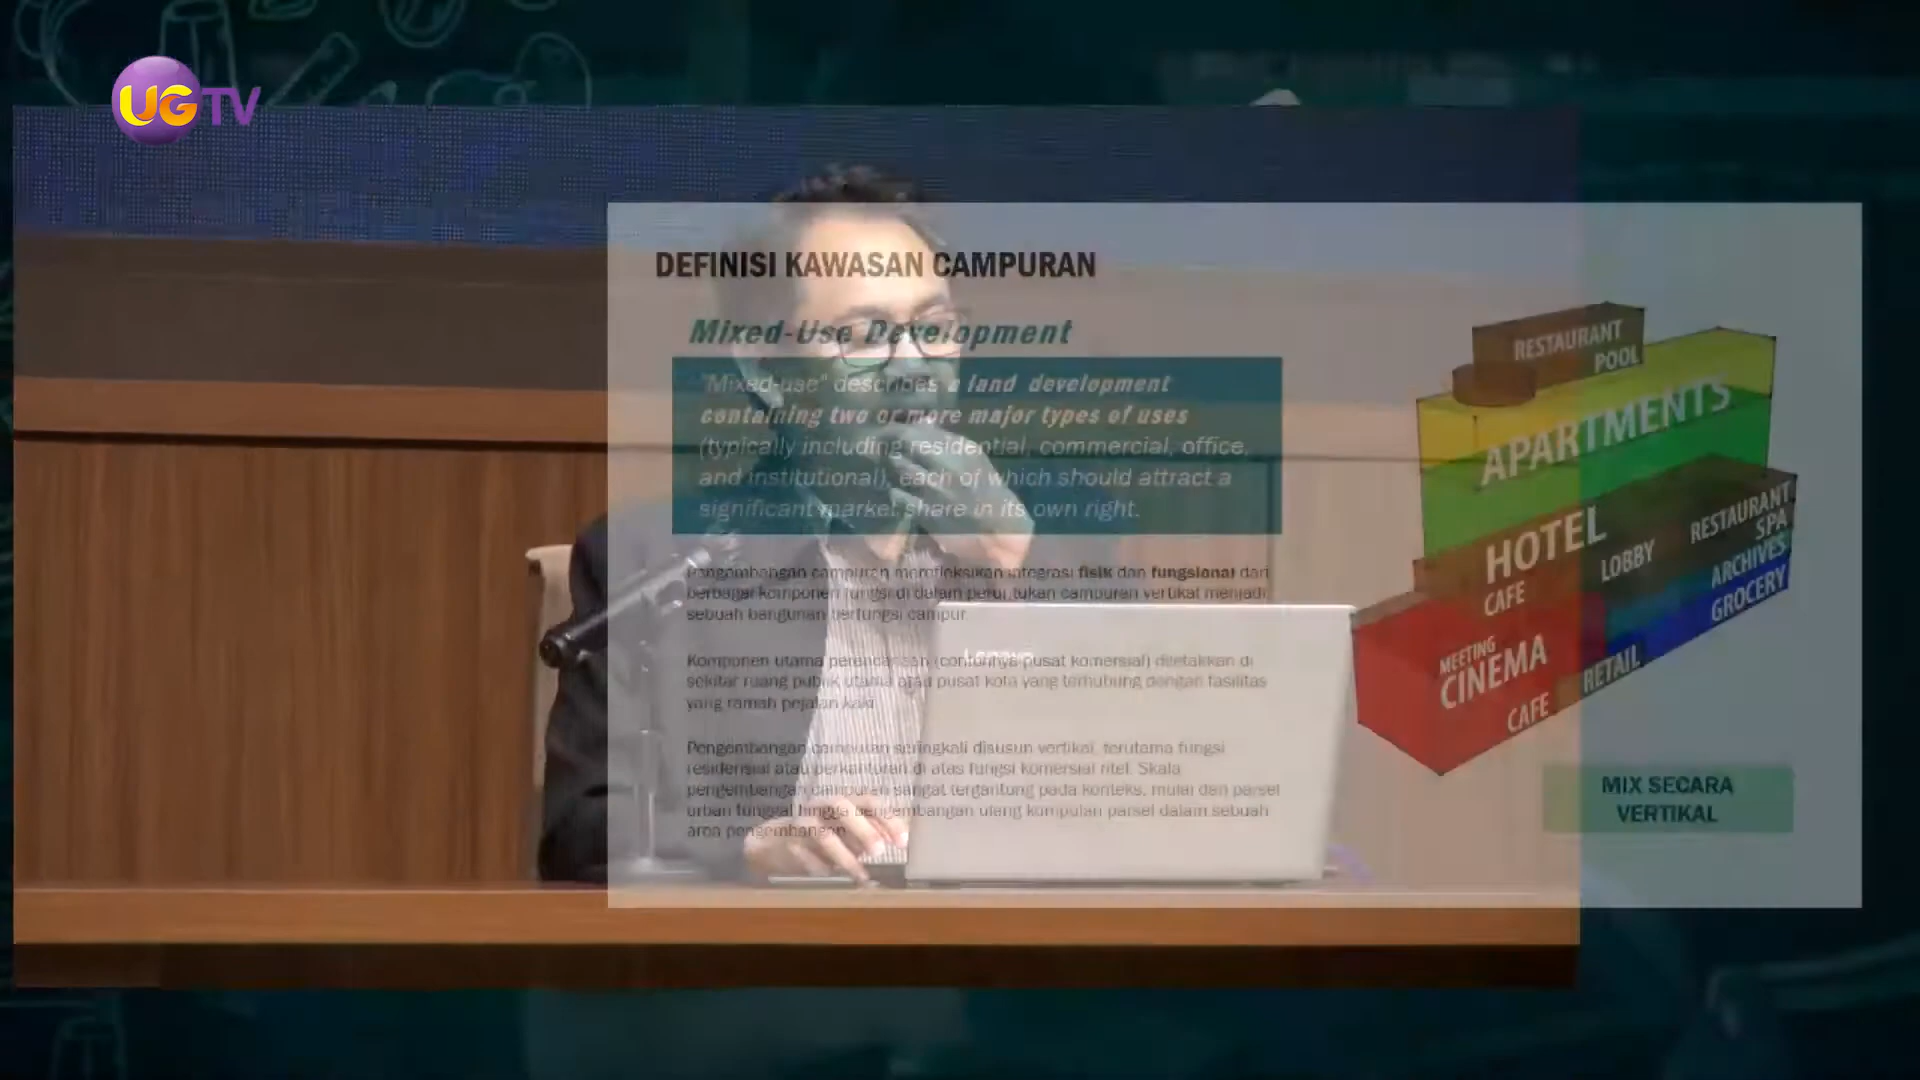 UGTV
DEFINISI KAWASAN CAMPURAN
Mixed-Use Development
"Mixed-use" describes a land development
containing two or more major types of uses
(typically including residential, commercial, office,
and institutional), each of which should attract a
significant market share in its own right.
Pengembangan campuran merefleksikan integrasi fisik dan fungsional dari
berbagai komponen fungsi di dalam peruntukan campuran vertikal menjadi
sebuah bangunan berfungsi campur
Komponen utama perencanaan (contohnya pusat komersial) diletakkan di
sekitar ruang publik utama atau pusat kota yang terhubung dengan fasilitas
yang ramah pejalan kaki
Pengembangan campuran seringkali disusun vertikal, terutama fungsi
residensial atau perkantoran di atas fungsi komersial ritel. Skala
pengembangan campuran sangat tergantung pada konteks, mulai dari parsel
urban tunggal hingga pengembangan ulang kumpulan parsel dalam sebuah
area pengembangan
RESTAURANT
POOL
APARTMENTS
HOTEL
LOBBY
RESTAURANT
SPA
ARCHIVES
GROCERY
CAFE
MEETING
CINEMA
RETAIL
CAFE
MIX SECARA
VERTIKAL